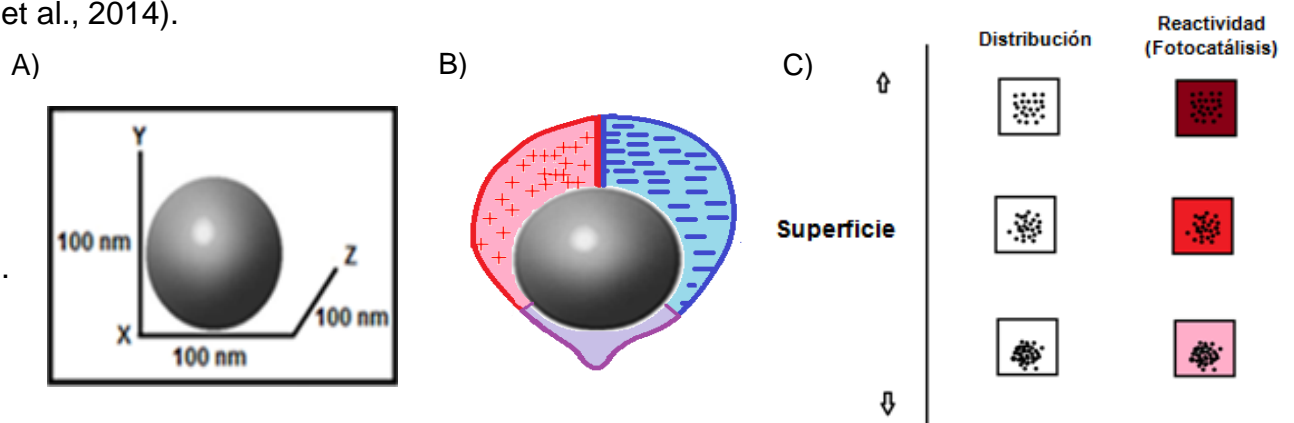 et al., 2014).
A)
B)
C)
Y
100 nm
X
100 nm
Z
100 nm
.
Distribución
Reactividad
(Fotocatálisis)
Superficie